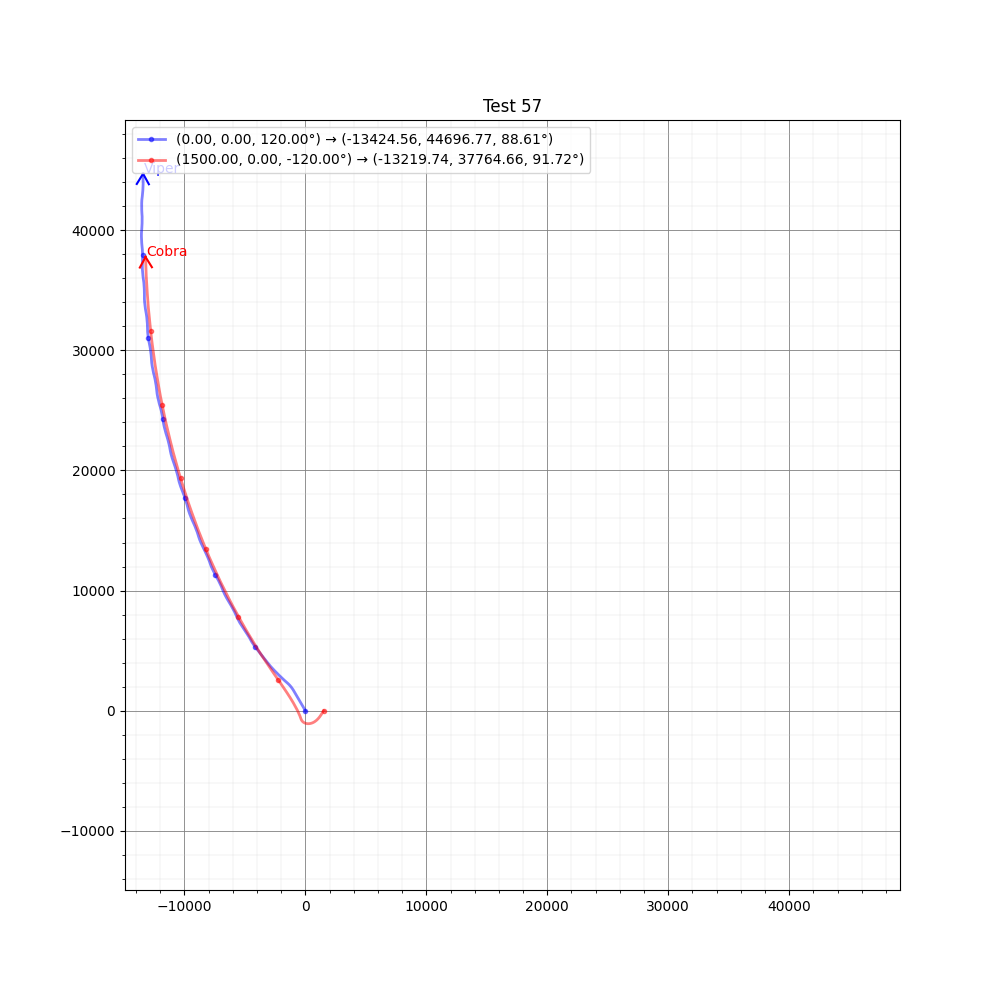 Test 57
(0.00, 0.00, 120.00°) → (-13424.56, 44696.77, 88.61°)
(1500.00, 0.00, -120.00°) → (-13219.74, 37764.66, 91.72°)
Viper
Cobra
40000
30000
20000
10000
0
−10000
−10000 0 10000 20000 30000 40000